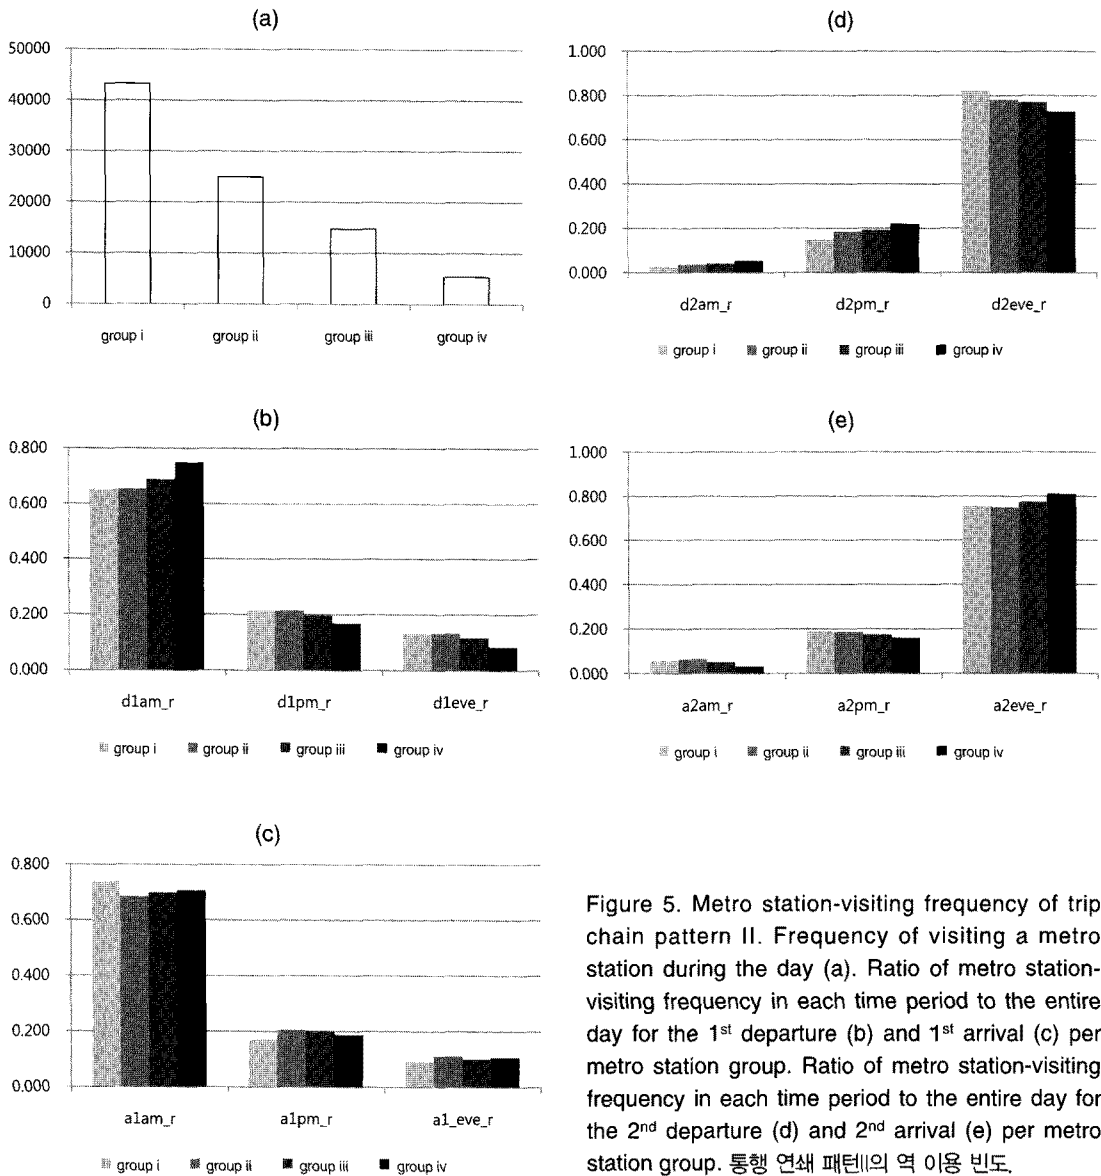 (a)
50000
40000
30000
20000
10000
0
group i group ii group iii group iv
(b)
0.800
0.600
0.400
0.200
0.000
d1am_r d1pm_r d1eve_r
group i group ii group iii group iv
(c)
0.800
0.600
0.400
0.200
0.000
a1am_r a1pm_r a1_eve_r
group i group ii group iii group iv
(d)
1.000
0.800
0.600
0.400
0.200
0.000
d2am_r d2pm_r d2eve_r
group i group ii group iii group iv
(e)
1.000
0.800
0.600
0.400
0.200
0.000
a2am_r a2pm_r a2eve_r
group i group ii group iii group iv
Figure 5. Metro station-visiting frequency of trip
chain pattern II. Frequency of visiting a metro
station during the day (a). Ratio of metro station-
visiting frequency in each time period to the entire
day for the 1st departure (b) and 1st arrival (c) per
metro station group. Ratio of metro station-visiting
frequency in each time period to the entire day for
the 2nd departure (d) and 2nd arrival (e) per metro
station group. 통행 연쇄 패턴II의 역 이용 빈도.